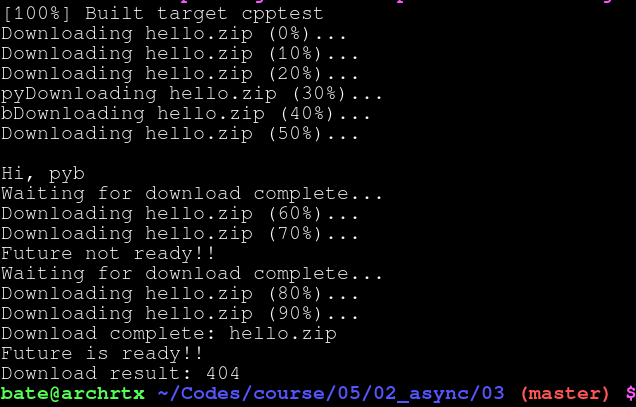 [100%] Built target cpptest
Downloading hello.zip (0%)...
Downloading hello.zip (10%)...
Downloading hello.zip (20%)...
pyDownloading hello.zip (30%)...
bDownloading hello.zip (40%)...
Downloading hello.zip (50%)...
Hi, pyb
Waiting for download complete...
Downloading hello.zip (60%)...
Downloading hello.zip (70%)...
Future not ready!!
Waiting for download complete...
Downloading hello.zip (80%)...
Downloading hello.zip (90%)...
Download complete: hello.zip
Future is ready!!
Download result: 404
bate@archrtx ~/Codes/course/05/02_async/03 (master) $